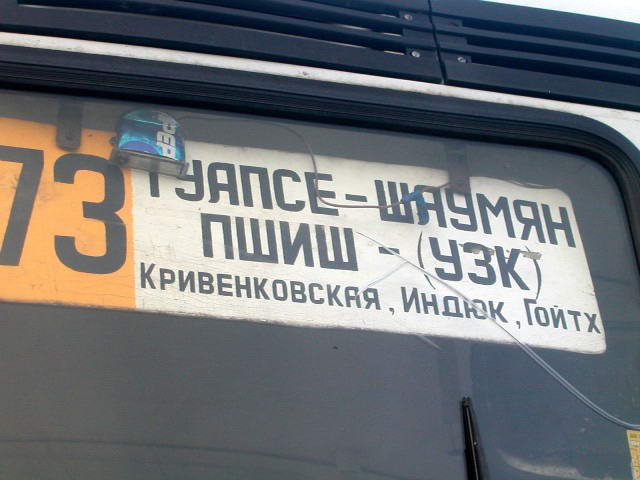 73
ТУАПСЕ-ШАУМЯН
ПШИШ - (УЗК)
КРИВЕНКОВСКАЯ, ИНДЮК, ГОЙТХ